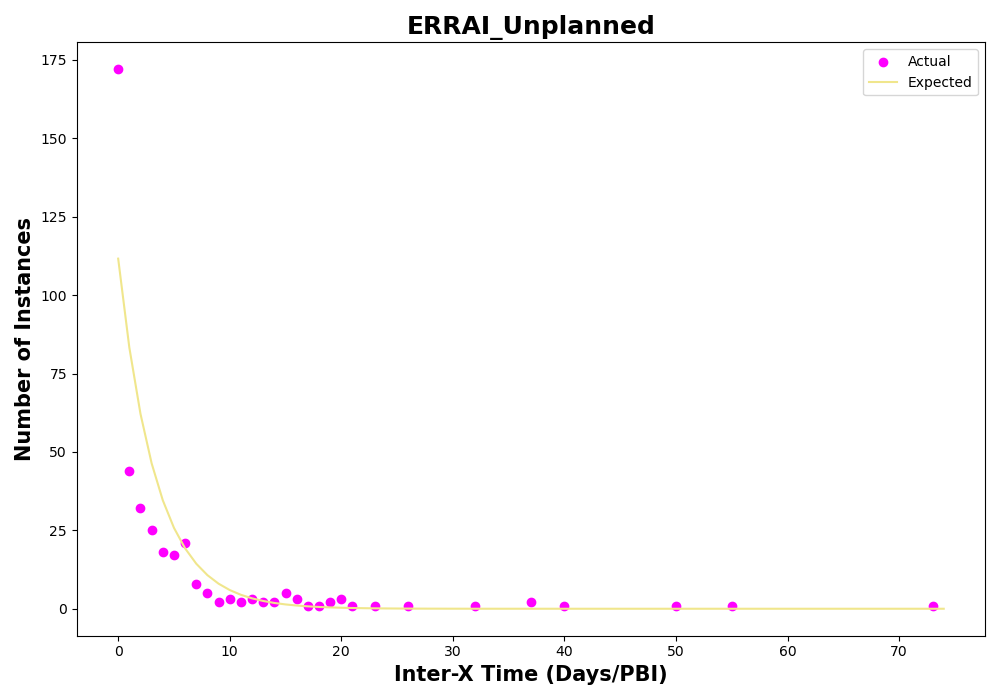 ERRAI_Unplanned
Actual
Expected
Number of Instances
175
150
125
100
75
50
25
0
0 10 20 30 40 50 60 70
Inter-X Time (Days/PBI)